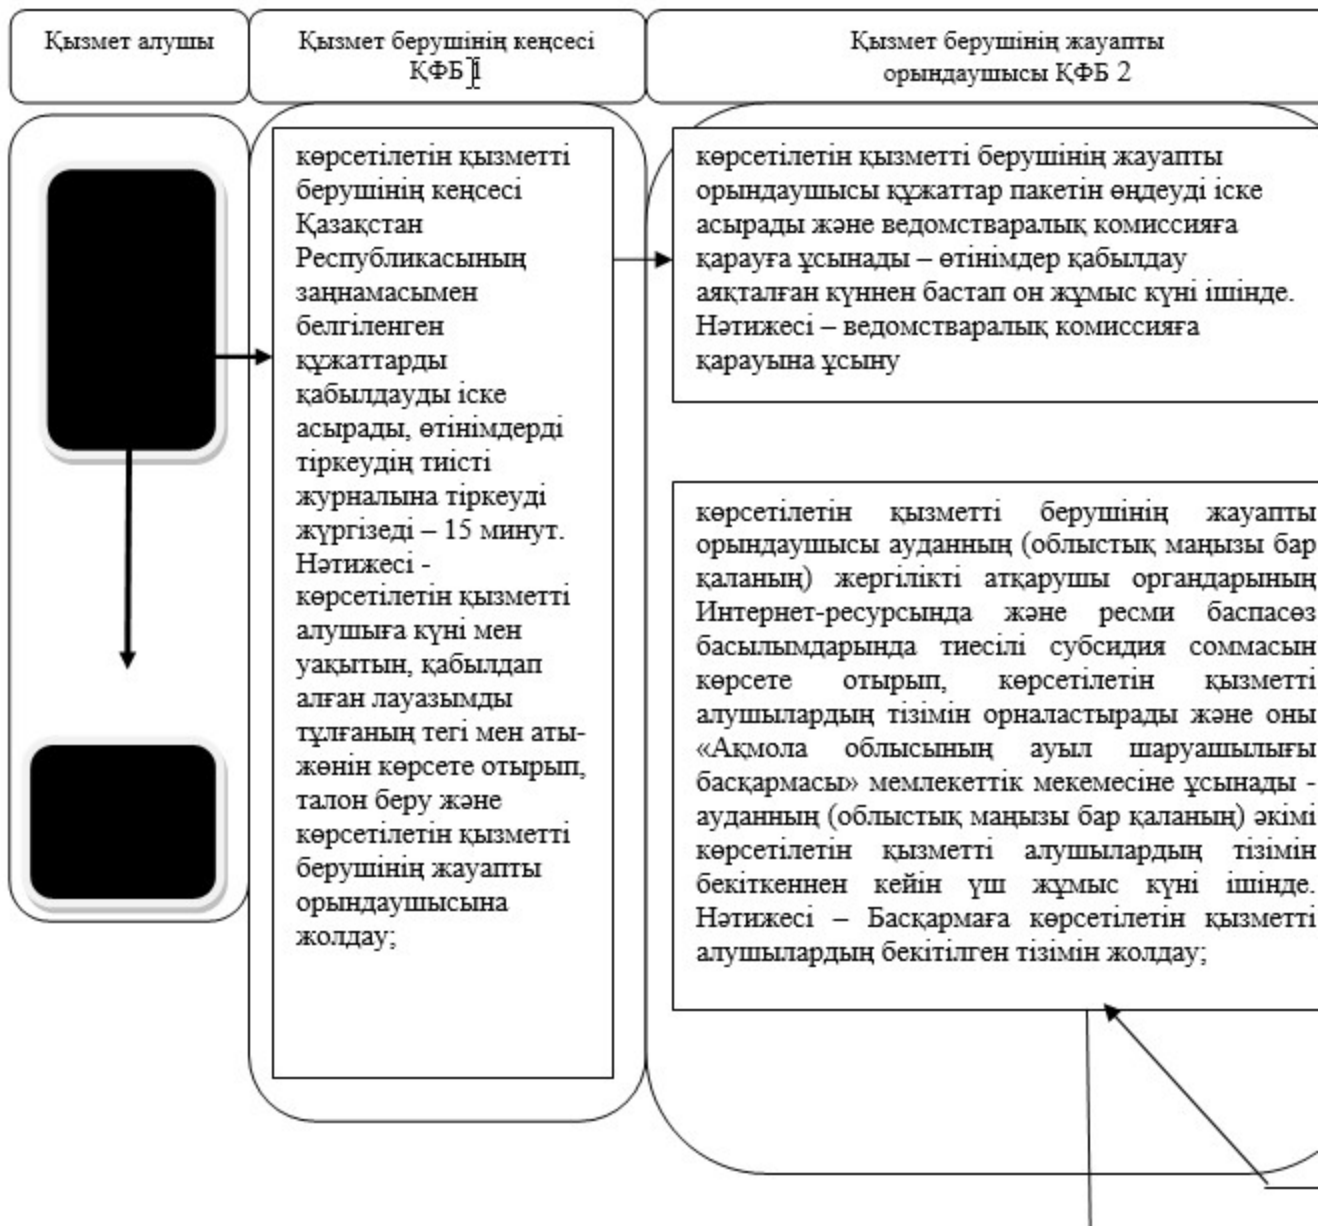 Қызмет алушы
Қызмет берушінің кеңсесі
ҚФБ 1
Қызмет берушінің жауапты
орындаушысы ҚФБ 2
көрсетілетін қызметті
берушінің кеңсесі
Қазақстан
Республикасының
заңнамасымен
белгіленген
құжаттарды
қабылдауды іске
асырады, өтінімдерді
тіркеудің тиісті
журналына тіркеуді
жүргізеді – 15 минут.
Нәтижесі -
көрсетілетін қызметті
алушыға күні мен
уақытын, қабылдап
алған лауазымды
тұлғаның тегі мен аты-
жөнін көрсете отырып,
талон беру және
көрсетілетін қызметті
берушінің жауапты
орындаушысына
жолдау;
көрсетілетін қызметті берушінің жауапты
орындаушысы құжаттар пакетін өңдеуді іске
асырады және ведомстваралық комиссияға
қарауға ұсынады – өтінімдер қабылдау
аяқталған күннен бастап он жұмыс күні ішінде.
Нәтижесі – ведомстваралық комиссияға
қарауына ұсыну
көрсетілетін қызметті берушінің жауапты
орындаушысы ауданның (облыстық маңызы бар
қаланың) жергілікті атқарушы органдарының
Интернет-ресурсында және ресми баспасөз
басылымдарында тиесілі субсидия соммасын
көрсете отырып, көрсетілетін қызметті
алушылардың тізімін орналастырады және оны
«Ақмола облысының ауыл шаруашылығы
басқармасы» мемлекеттік мекемесіне ұсынады -
ауданның (облыстық маңызы бар қаланың) әкімі
көрсетілетін қызметті алушылардың тізімін
бекіткеннен кейін үш жұмыс күні ішінде.
Нәтижесі – Басқармаға көрсетілетін қызметті
алушылардың бекітілген тізімін жолдау;